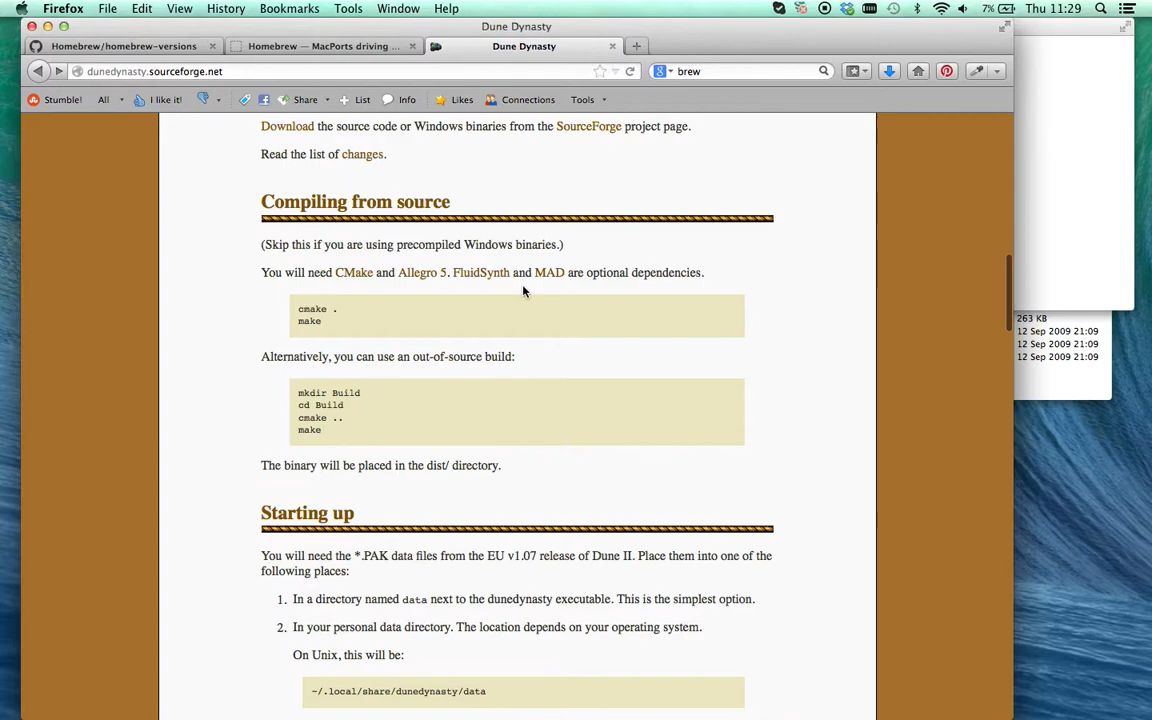 Firefox File Edit View History Bookmarks Tools Window Help 7% Thu 11:29
Dune Dynasty
Homebrew/homebrew-versions Homebrew — MacPorts driving ... Dune Dynasty
dunedynasty.sourceforge.net brew
Stumble! All I like it! Share List Info Likes Connections Tools
Download the source code or Windows binaries from the SourceForge project page.
Read the list of changes.
Compiling from source
(Skip this if you are using precompiled Windows binaries.)
You will need CMake and Allegro 5. FluidSynth and MAD are optional dependencies.
cmake .
make
Alternatively, you can use an out-of-source build:
mkdir Build
cd Build
cmake ..
make
The binary will be placed in the dist/ directory.
Starting up
You will need the *.PAK data files from the EU v1.07 release of Dune II. Place them into one of the
following places:
1. In a directory named data next to the dunedynasty executable. This is the simplest option.
2. In your personal data directory. The location depends on your operating system.
On Unix, this will be:
~/.local/share/dunedynasty/data
263 KB
12 Sep 2009 21:09
12 Sep 2009 21:09
12 Sep 2009 21:09